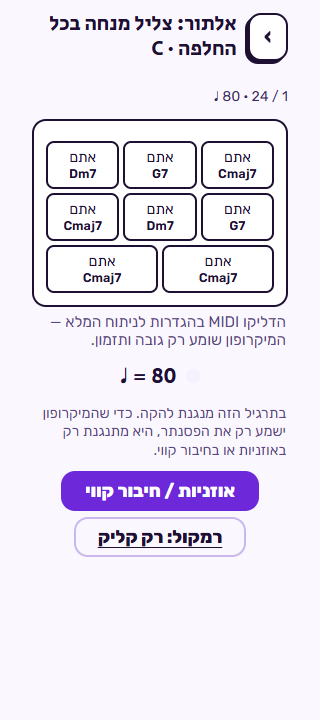 אלתור: צליל מנחה בכל
החלפה · C
1 / 24 · 80 ♩
אתם אתם אתם
Dm7 G7 Cmaj7
אתם אתם אתם
Cmaj7 Dm7 G7
אתם אתם
Cmaj7 Cmaj7
הדליקו MIDI בהגדרות לניתוח המלא —
המיקרופון שומע רק גובה ותזמון.
♩ = 80
בתרגיל הזה מנגנת להקה. כדי שהמיקרופון
ישמע רק את הפסנתר, היא מתנגנת רק
באוזניות או בחיבור קווי.
אוזניות / חיבור קווי
רמקול: רק קליק